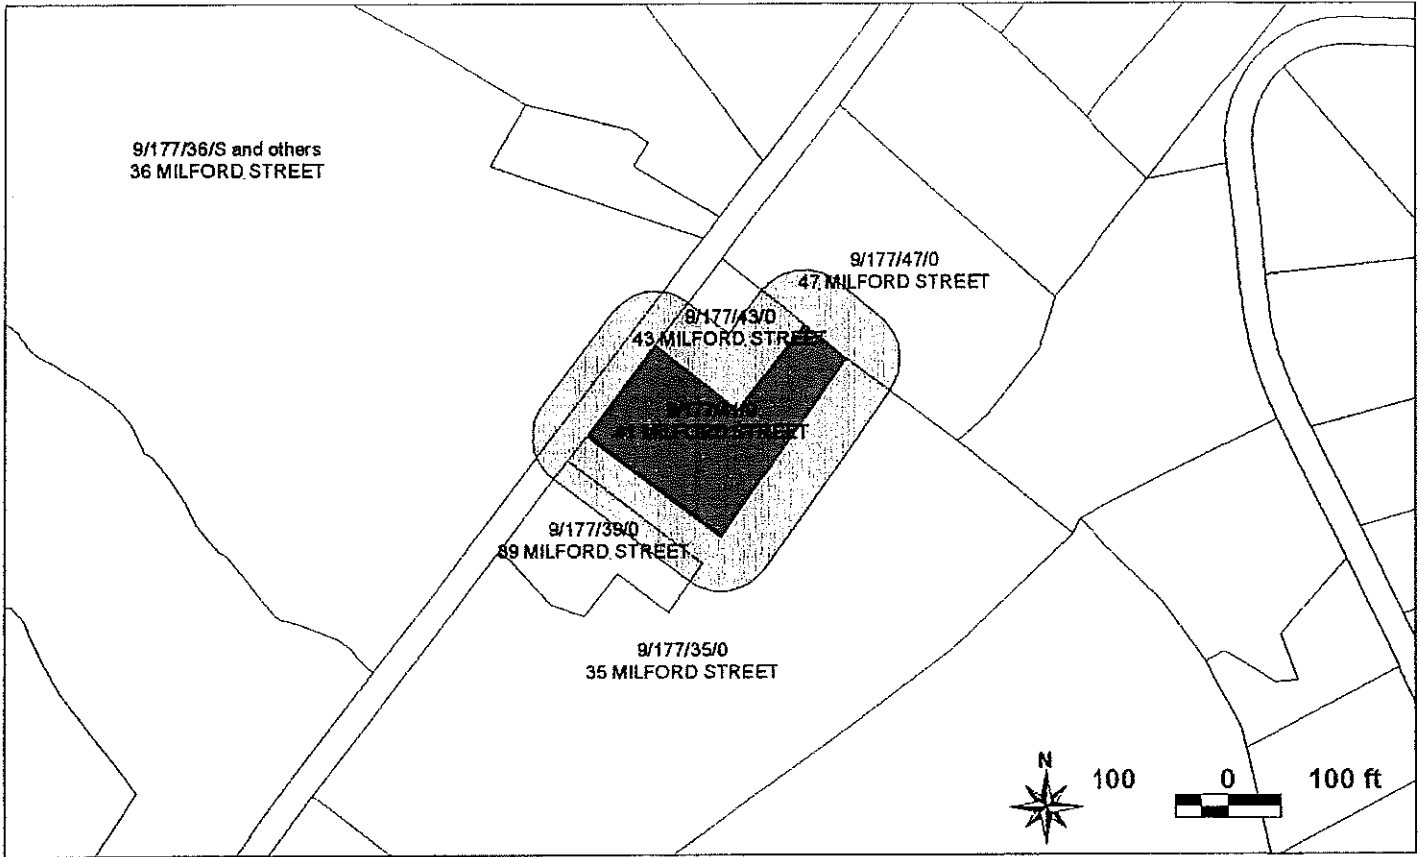 9/177/36/S and others
36 MILFORD STREET
9/177/47/0
47 MILFORD STREET
9/177/43/0
43 MILFORD STREET
MILFORD STREET
9/177/39/0
39 MILFORD STREET
9/177/35/0
35 MILFORD STREET
N
100 0 100 ft